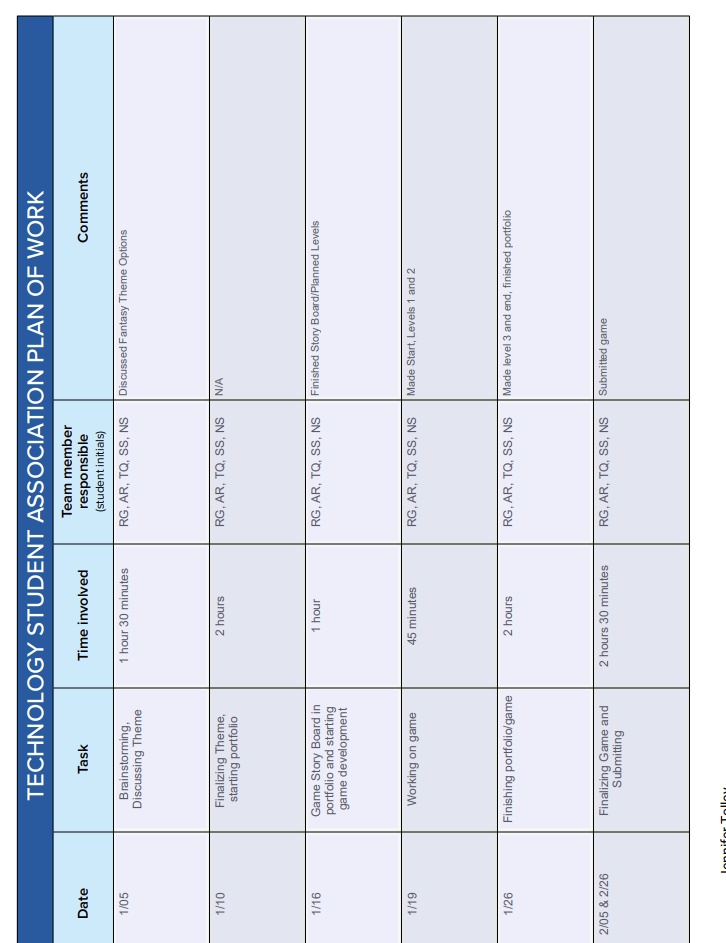 TECHNOLOGY STUDENT ASSOCIATION PLAN OF WORK
Date
Task
Time involved
Team member
responsible
(student initials)
Comments
1/05
Brainstorming,
Discussing Theme
1 hour 30 minutes
RG, AR, TQ, SS, NS
Discussed Fantasy Theme Options
1/10
Finalizing Theme,
starting portfolio
2 hours
RG, AR, TQ, SS, NS
N/A
1/16
Game Story Board in
portfolio and starting
game development
1 hour
RG, AR, TQ, SS, NS
Finished Story Board/Planned Levels
1/19
Working on game
45 minutes
RG, AR, TQ, SS, NS
Made Start, Levels 1 and 2
1/26
Finishing portfolio/game
2 hours
RG, AR, TQ, SS, NS
Made level 3 and end, finished portfolio
2/05 & 2/26
Finalizing Game and
Submitting
2 hours 30 minutes
RG, AR, TQ, SS, NS
Submitted game